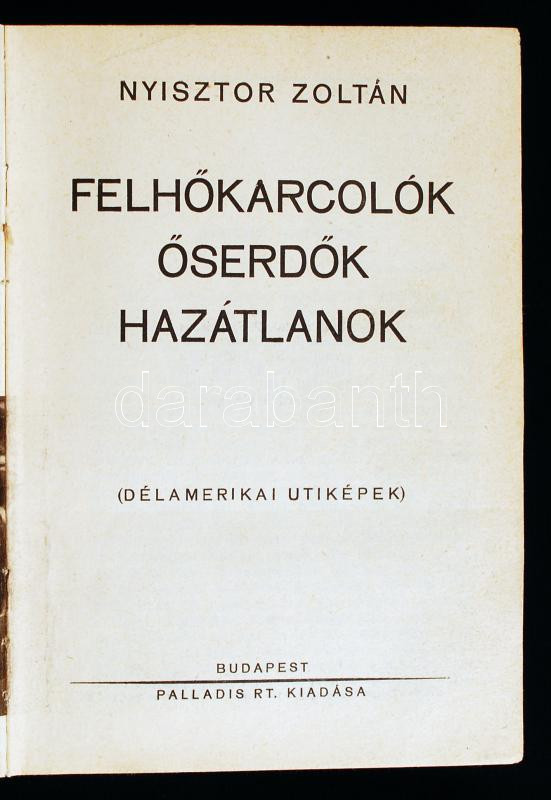 NYISZTOR ZOLTÁN
FELHŐKARCOLÓK
ŐSERDŐK
HAZÁTLANOK
darabanth
(DÉLAMERIKAI UTIKÉPEK)
BUDAPEST
PALLADIS RT. KIADÁSA